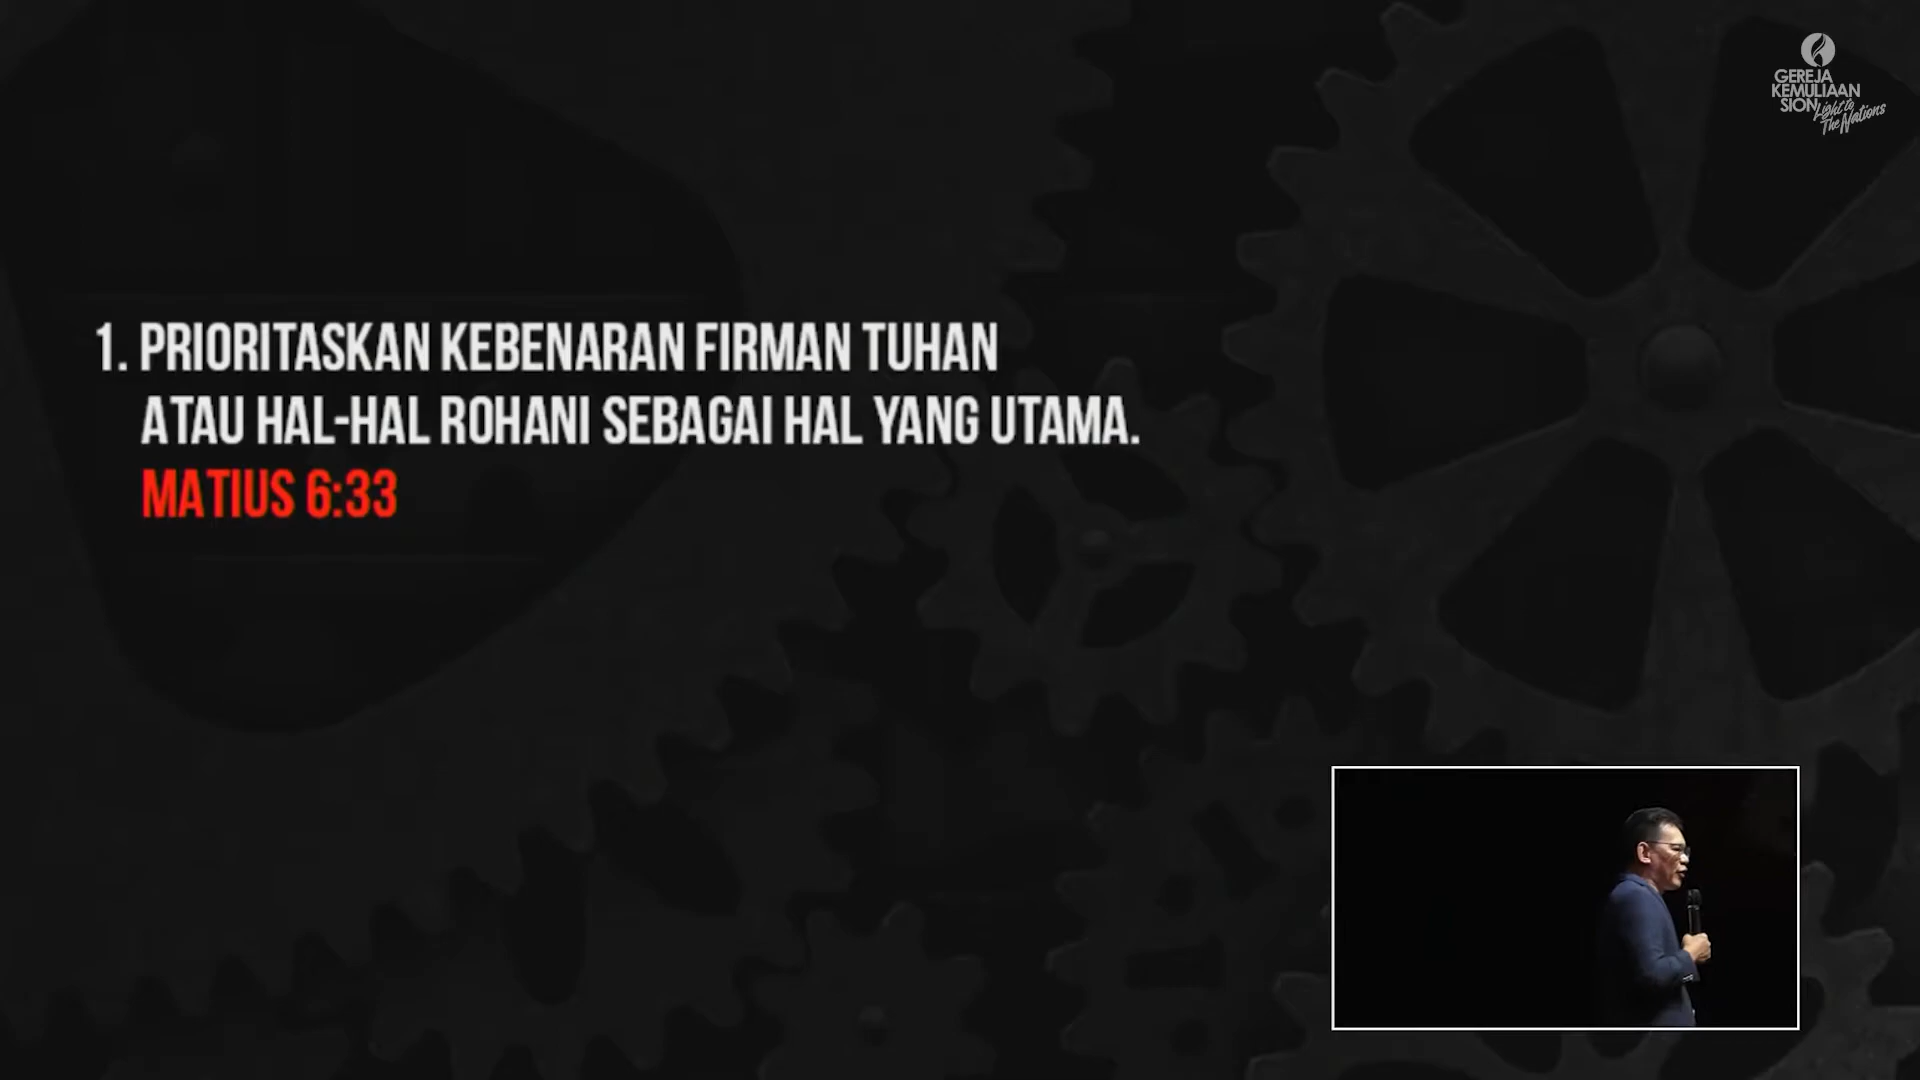 GEREJA
KEMULIAAN
SION Light to
The Nations
1. PRIORITASKAN KEBENARAN FIRMAN TUHAN
ATAU HAL-HAL ROHANI SEBAGAI HAL YANG UTAMA.
MATIUS 6:33